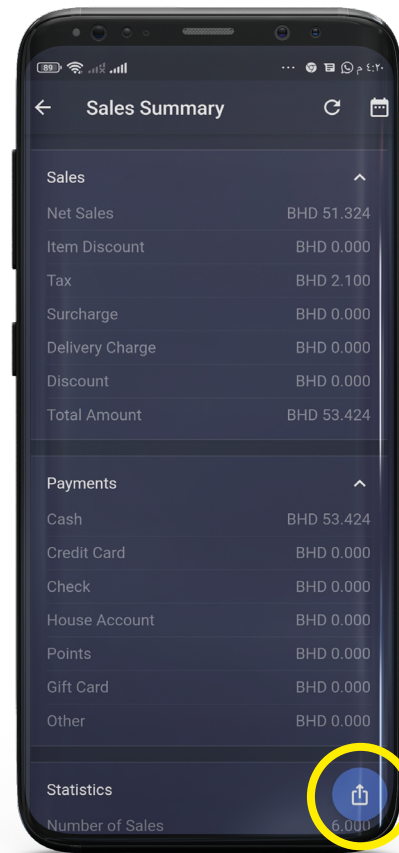 89 ··· م ٤:٢٠
Sales Summary
Sales
Net Sales BHD 51.324
Item Discount BHD 0.000
Tax BHD 2.100
Surcharge BHD 0.000
Delivery Charge BHD 0.000
Discount BHD 0.000
Total Amount BHD 53.424
Payments
Cash BHD 53.424
Credit Card BHD 0.000
Check BHD 0.000
House Account BHD 0.000
Points BHD 0.000
Gift Card BHD 0.000
Other BHD 0.000
Statistics
Number of Sales 6.000